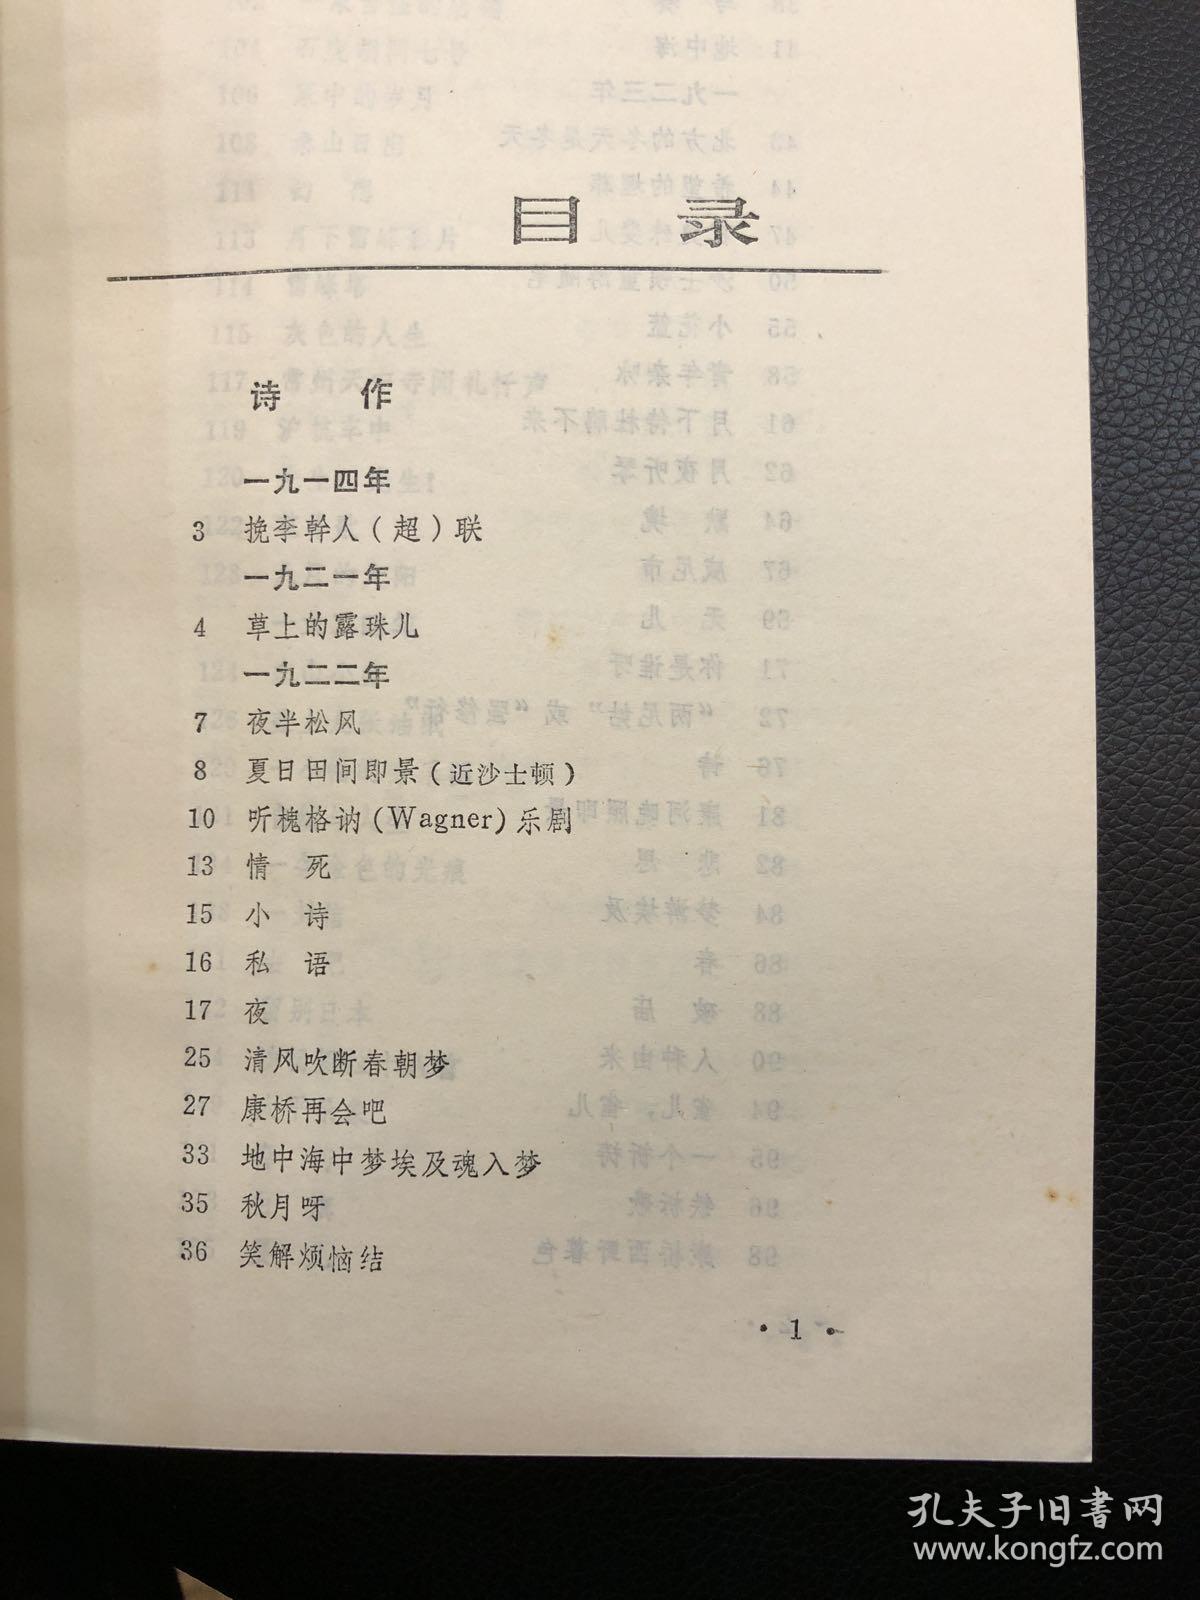 目 录
诗 作
一九一四年
3 挽李幹人(超)联
一九二一年
4 草上的露珠儿
一九二二年
7 夜半松风
8 夏日田间即景(近沙士顿)
10 听槐格讷(Wagner)乐剧
13 情 死
15 小 诗
16 私 语
17 夜
25 清风吹断春朝梦
27 康桥再会吧
33 地中海中梦埃及魂入梦
35 秋月呀
36 笑解烦恼结
·1·
孔夫子旧书网
www.kongfz.com